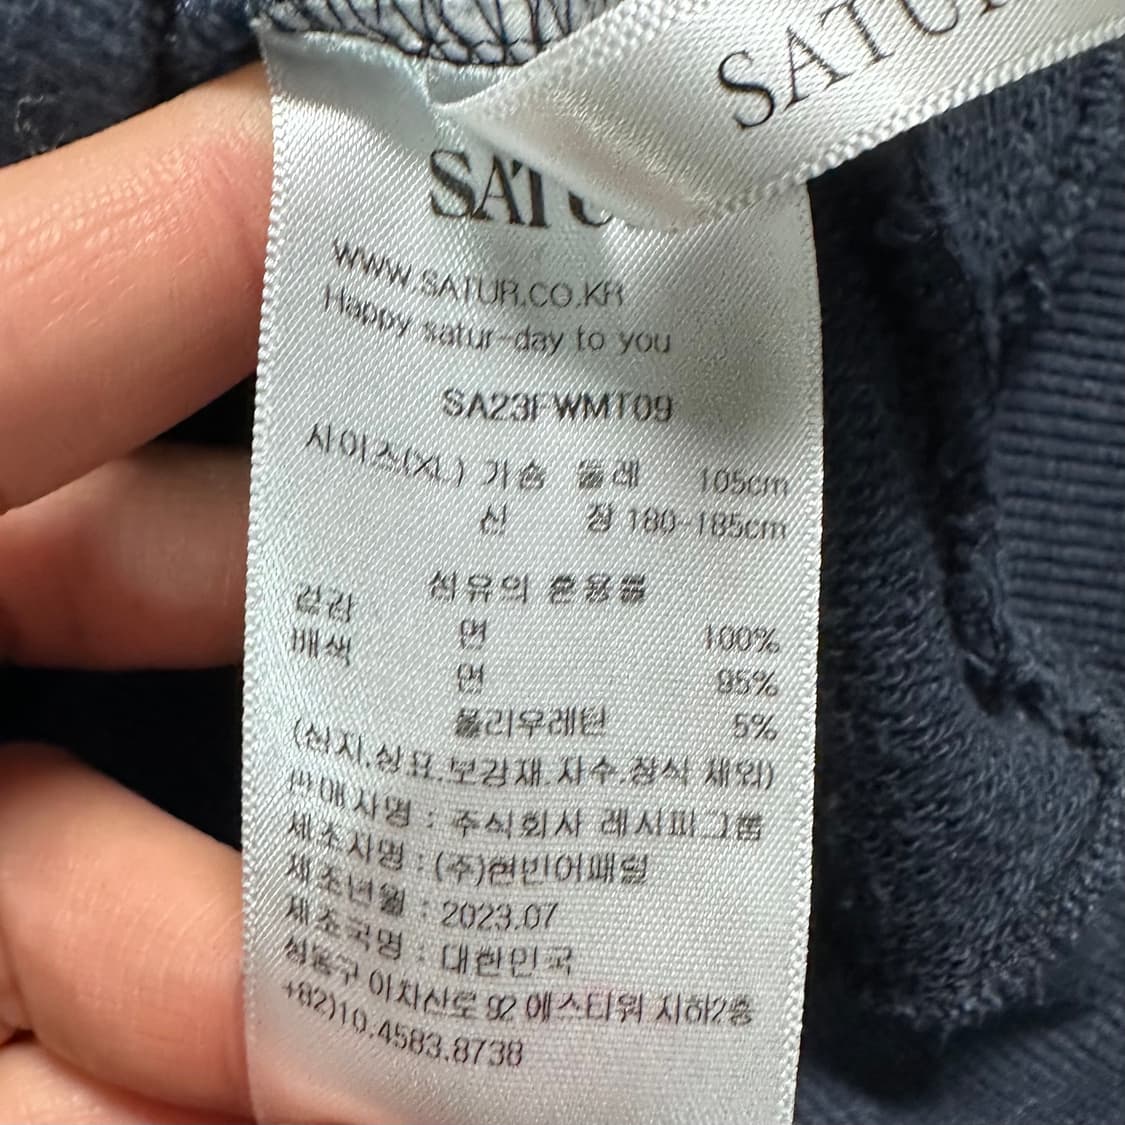 SATUR
SATU
WWW.SATUR.CO.KR
Happy satur-day to you
SA23FWMT09
사이즈(XL) 가슴 둘레 105cm
신 장 180-185cm
섬유의 혼용률
겉감 면 100%
배색 면 95%
폴리우레탄 5%
(심지.상표.보강재.자수.장식 제외)
판매자명 : 주식회사 레시피그룹
제조자명 : (주)현빈어패럴
제조년월 : 2023.07
제조국명 : 대한민국
성동구 아차산로 92 에스티워 지하2층
+82)10.4583.8738